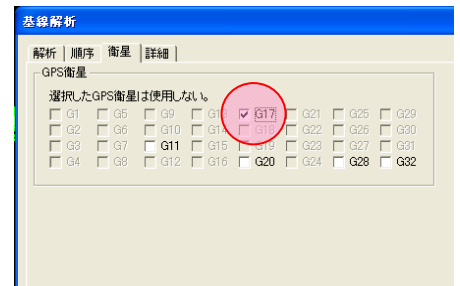 基線解析
解析 順序 衛星 詳細
GPS衛星
選択したGPS衛星は使用しない。
G1 G5 G9 G13 G17 G21 G25 G29
G2 G6 G10 G14 G18 G22 G26 G30
G3 G7 G11 G15 G19 G23 G27 G31
G4 G8 G12 G16 G20 G24 G28 G32